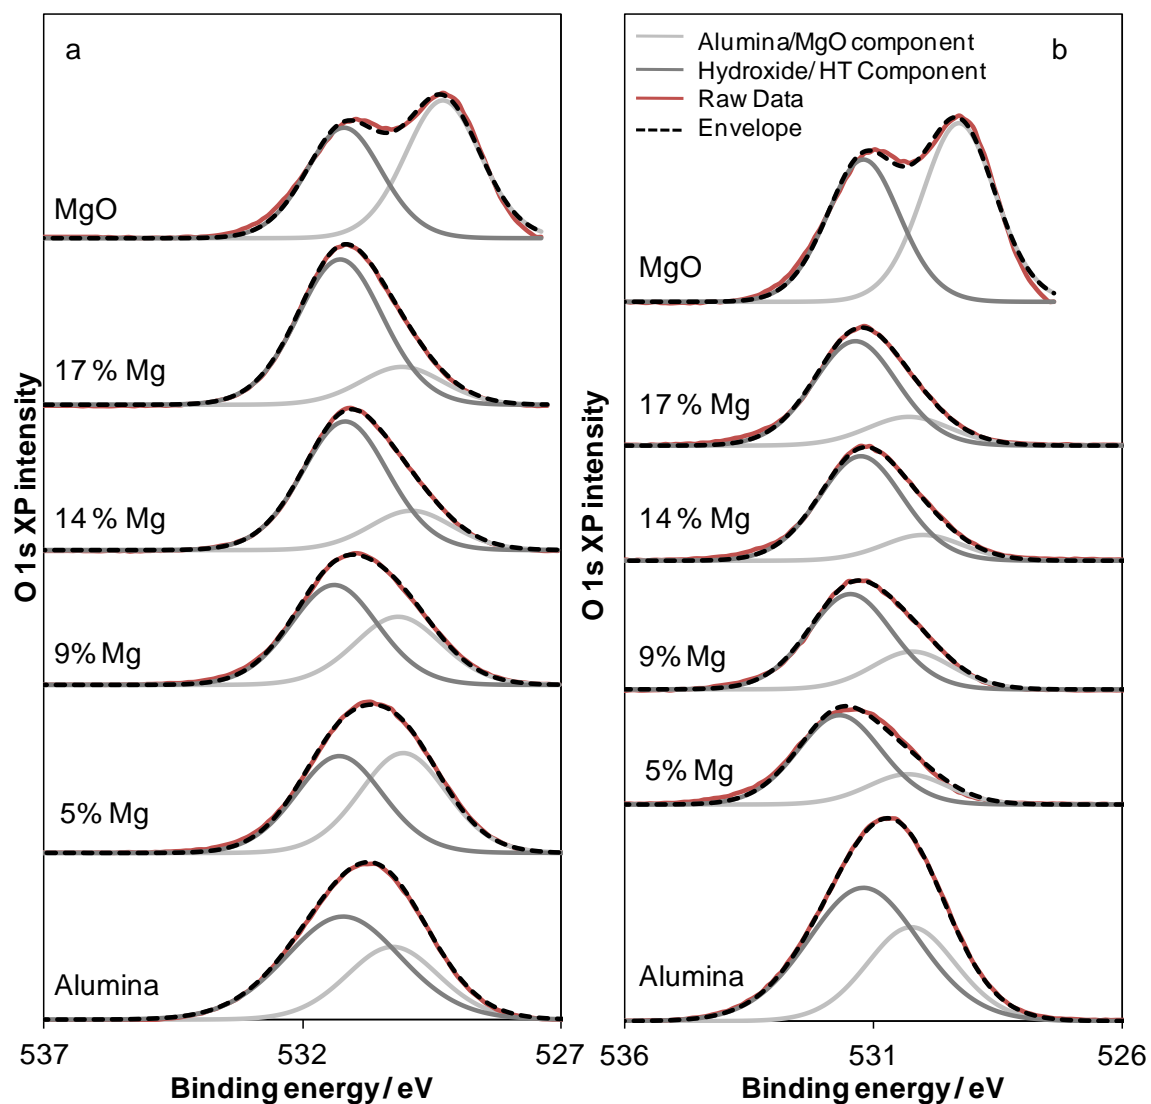 a
MgO
17 % Mg
14 % Mg
9% Mg
5% Mg
Alumina
O 1s XP intensity
537
532
527
Binding energy / eV
b
Alumina/MgO component
Hydroxide/ HT Component
Raw Data
Envelope
MgO
17 % Mg
14 % Mg
9% Mg
5% Mg
Alumina
O 1s XP intensity
536
531
526
Binding energy / eV